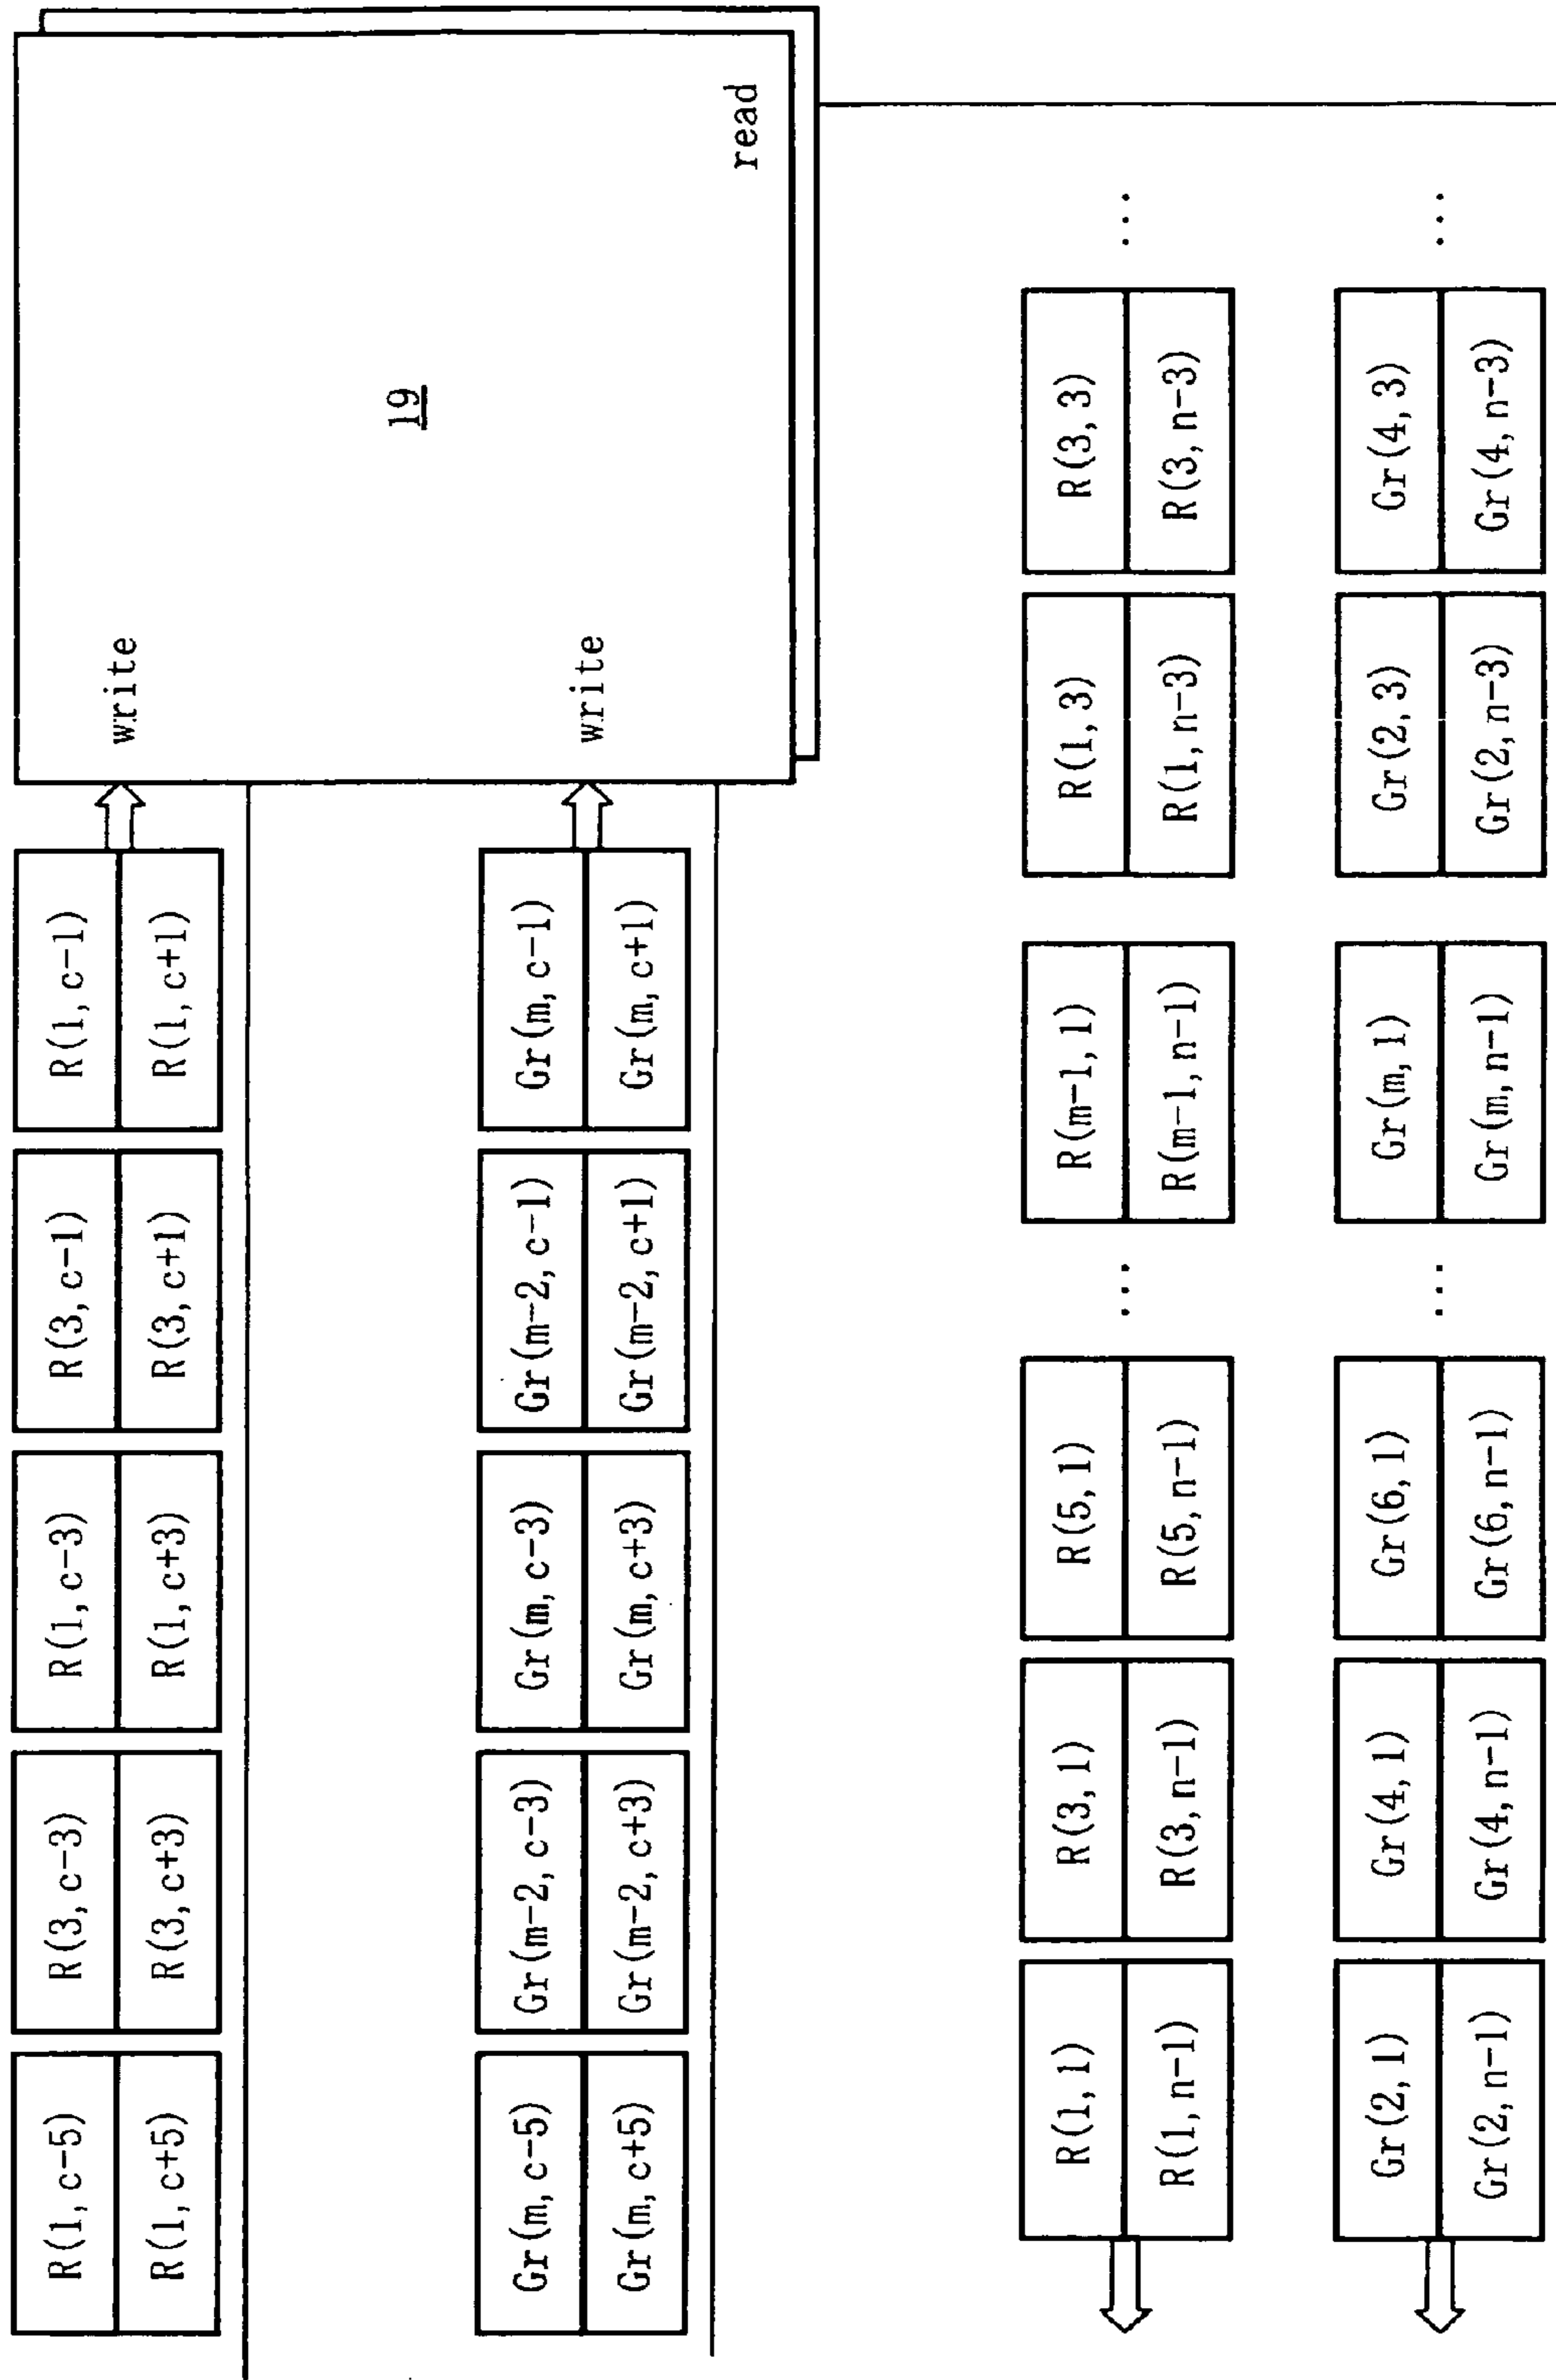 R(1,c-5) R(3,c-3) R(1,c-3) R(3,c-1) R(1,c-1)
write
R(1,c+5) R(3,c+3) R(1,c+3) R(3,c+1) R(1,c+1)
19
Gr(m,c-5) Gr(m-2,c-3) Gr(m,c-3) Gr(m-2,c-1) Gr(m,c-1)
write
Gr(m,c+5) Gr(m-2,c+3) Gr(m,c+3) Gr(m-2,c+1) Gr(m,c+1)
read
R(1,1) R(3,1) R(5,1) ... R(m-1,1) R(1,3) R(3,3) ...
R(1,n-1) R(3,n-1) R(5,n-1) R(m-1,n-1) R(1,n-3) R(3,n-3)
Gr(2,1) Gr(4,1) Gr(6,1) ... Gr(m,1) Gr(2,3) Gr(4,3) ...
Gr(2,n-1) Gr(4,n-1) Gr(6,n-1) Gr(m,n-1) Gr(2,n-3) Gr(4,n-3)